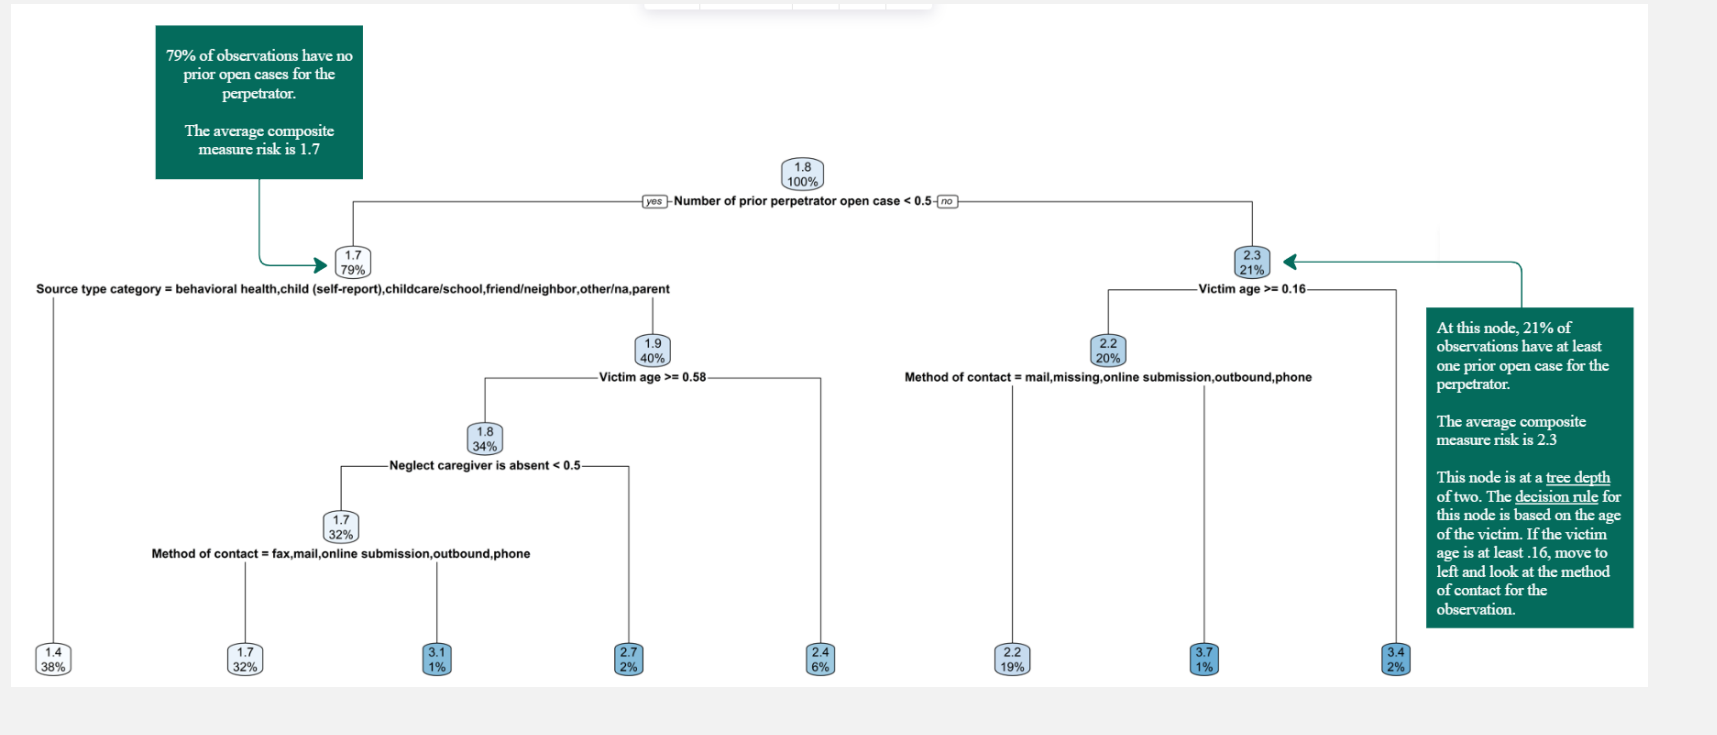 79% of observations have no
prior open cases for the
perpetrator.
The average composite
measure risk is 1.7
1.8
100%
yes Number of prior perpetrator open case < 0.5 no
1.7
79%
2.3
21%
Source type category = behavioral health,child (self-report),childcare/school,friend/neighbor,other/na,parent
Victim age >= 0.16
At this node, 21% of
observations have at least
one prior open case for the
perpetrator.
The average composite
measure risk is 2.3
This node is at a tree depth
of two. The decision rule for
this node is based on the age
of the victim. If the victim
age is at least .16, move to
left and look at the method
of contact for the
observation.
1.9
40%
2.2
20%
Victim age >= 0.58
Method of contact = mail,missing,online submission,outbound,phone
1.8
34%
Neglect caregiver is absent < 0.5
1.7
32%
Method of contact = fax,mail,online submission,outbound,phone
1.4
38%
1.7
32%
3.1
1%
2.7
2%
2.4
6%
2.2
19%
3.7
1%
3.4
2%